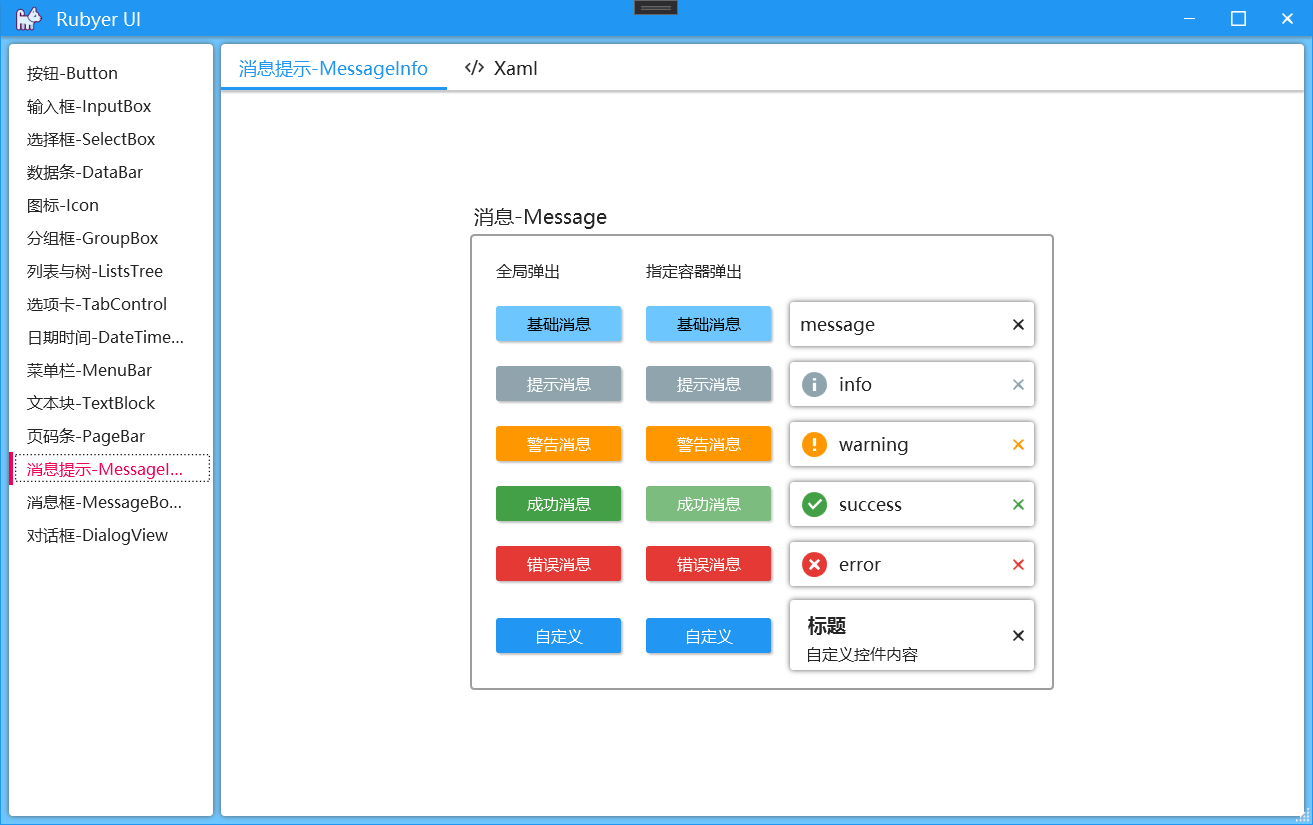 Rubyer UI
按钮-Button
输入框-InputBox
选择框-SelectBox
数据条-DataBar
图标-Icon
分组框-GroupBox
列表与树-ListsTree
选项卡-TabControl
日期时间-DateTime...
菜单栏-MenuBar
文本块-TextBlock
页码条-PageBar
消息提示-MessageI...
消息框-MessageBo...
对话框-DialogView
消息提示-MessageInfo </> Xaml
消息-Message
全局弹出 指定容器弹出
基础消息 基础消息 message
提示消息 提示消息 info
警告消息 警告消息 warning
成功消息 成功消息 success
错误消息 错误消息 error
自定义 自定义 标题
自定义控件内容